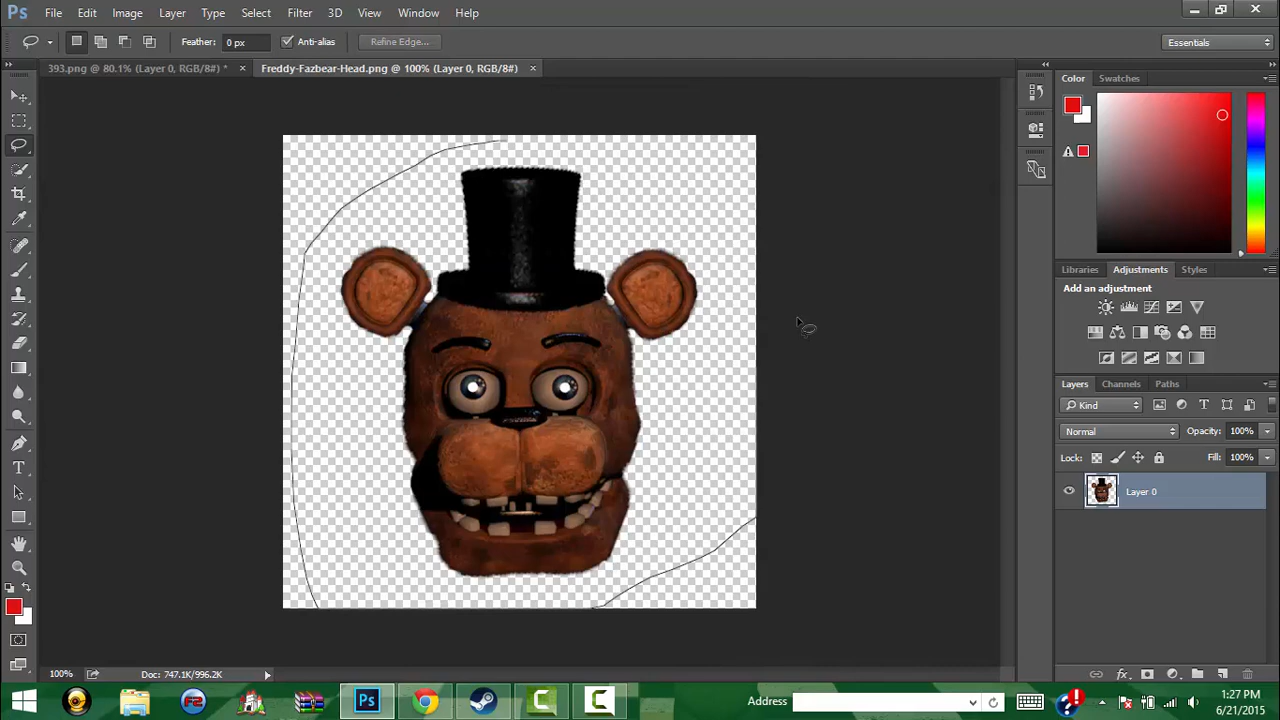 Ps File Edit Image Layer Type Select Filter 3D View Window Help
Feather: 0 px Anti-alias Refine Edge... Essentials
393.png @ 80.1% (Layer 0, RGB/8#) * × Freddy-Fazbear-Head.png @ 100% (Layer 0, RGB/8#) ×
Color Swatches
Libraries Adjustments Styles
Add an adjustment
Layers Channels Paths
Kind
Normal Opacity: 100%
Lock: Fill: 100%
Layer 0
100% Doc: 747.1K/996.2K
Ps Address 1:27 PM
6/21/2015